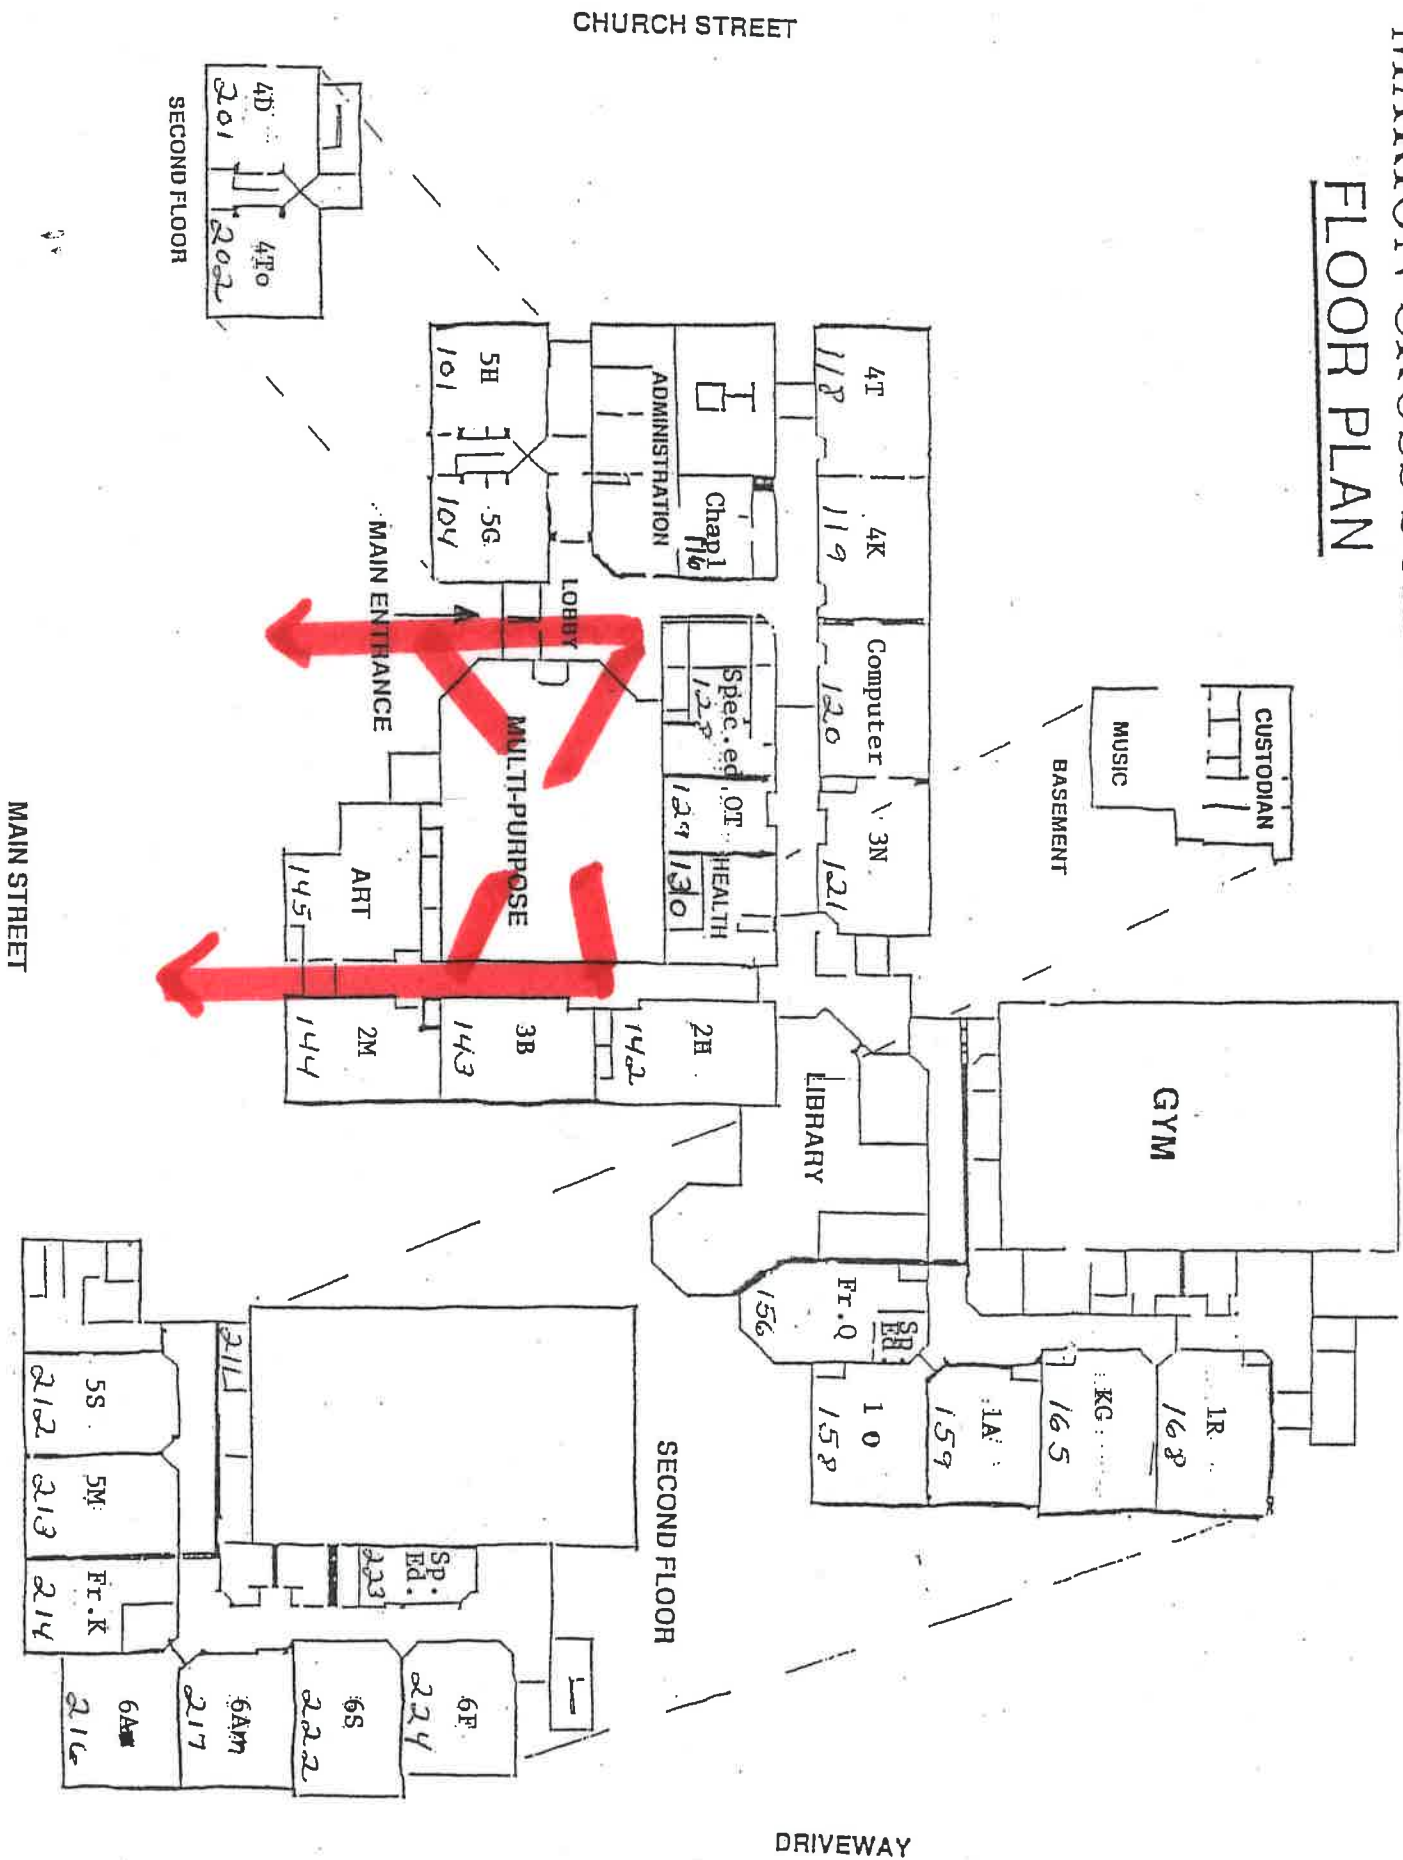 FLOOR PLAN
CHURCH STREET
4D
201
4To
202
SECOND FLOOR
5H
101
5G
104
ADMINISTRATION
Chapl
116
4T
118
4K
119
Computer
120
3N
121
LOBBY
MAIN ENTRANCE
Spec.ed
128
OT
129
HEALTH
130
MULTI-PURPOSE
ART
145
2M
144
3B
143
2H
142
LIBRARY
CUSTODIAN
MUSIC
BASEMENT
GYM
Fr.Q
156
SP.
Ed.
1 O
158
1A
159
KG
165
1R
168
MAIN STREET
SECOND FLOOR
211
5S
212
5M
213
Fr.K
214
Sp.
Ed.
223
6A
216
6Am
217
6S
222
6F
224
DRIVEWAY